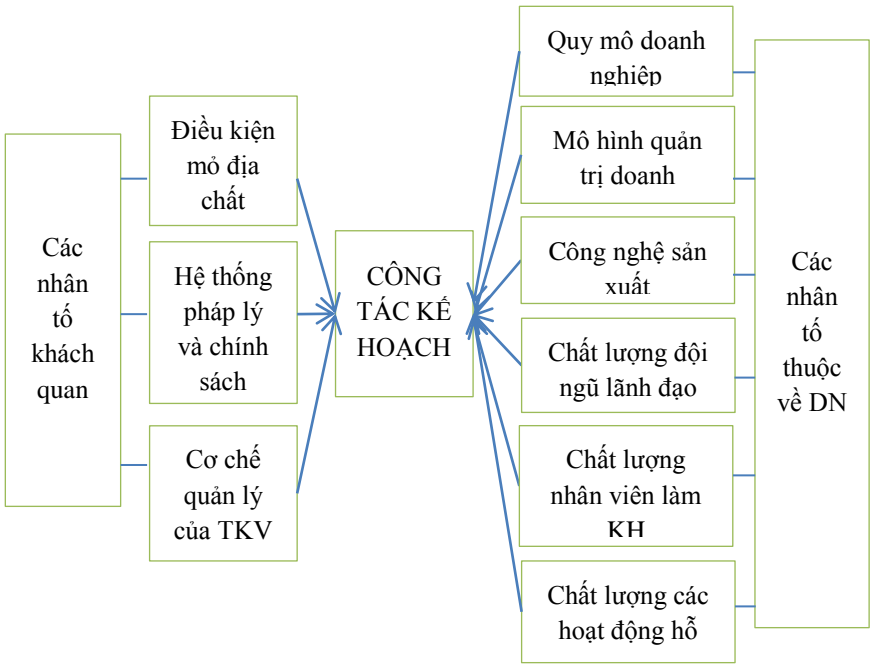 Các
nhân
tố
khách
quan
Điều kiện
mỏ địa
chất
Hệ thống
pháp lý
và chính
sách
Cơ chế
quản lý
của TKV
CÔNG
TÁC KẾ
HOẠCH
Quy mô doanh
nghiệp
Mô hình quản
trị doanh
Công nghệ sản
xuất
Chất lượng đội
ngũ lãnh đạo
Chất lượng
nhân viên làm
KH
Chất lượng các
hoạt động hỗ
Các
nhân
tố
thuộc
về DN